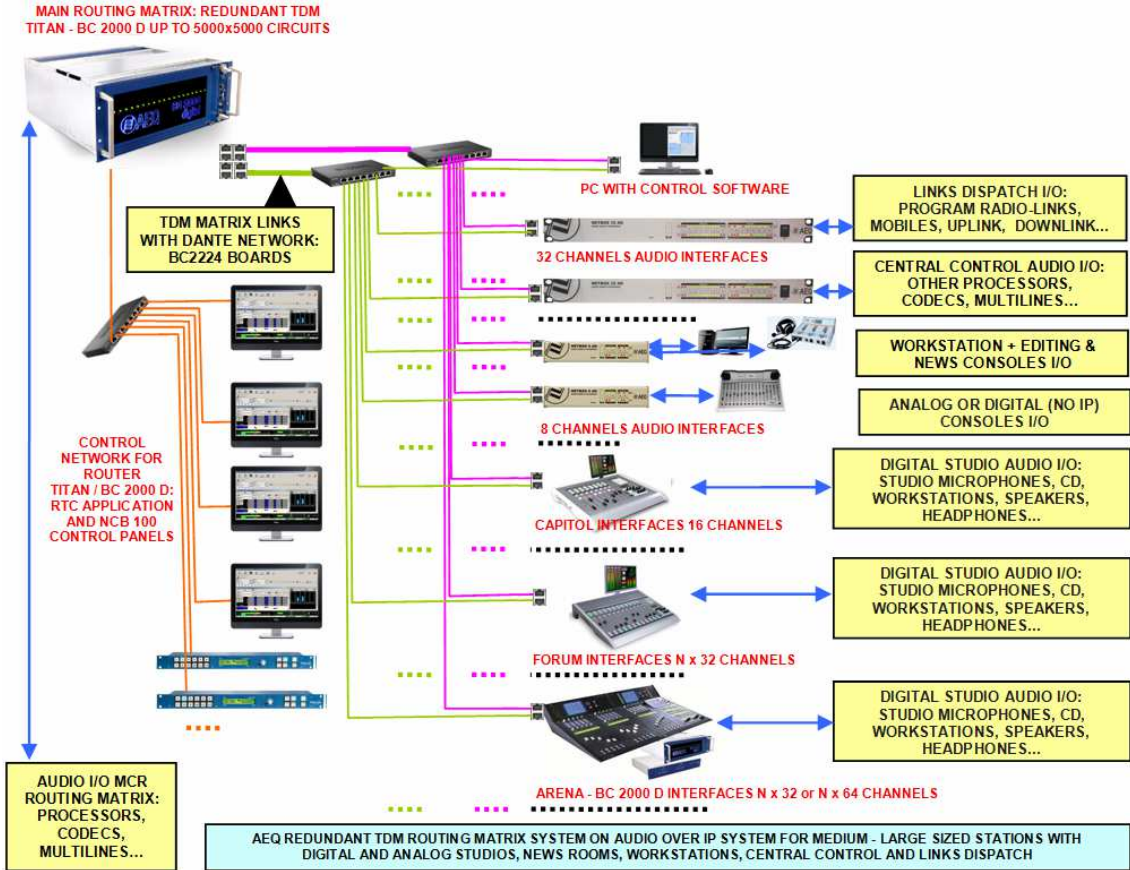 MAIN ROUTING MATRIX: REDUNDANT TDM
TITAN - BC 2000 D UP TO 5000x5000 CIRCUITS
AEQ
TDM MATRIX LINKS
WITH DANTE NETWORK:
BC2224 BOARDS
PC WITH CONTROL SOFTWARE
LINKS DISPATCH I/O:
PROGRAM RADIO-LINKS,
MOBILES, UPLINK, DOWNLINK...
32 CHANNELS AUDIO INTERFACES
CENTRAL CONTROL AUDIO I/O:
OTHER PROCESSORS,
CODECS, MULTILINES...
WORKSTATION + EDITING &
NEWS CONSOLES I/O
ANALOG OR DIGITAL (NO IP)
CONSOLES I/O
8 CHANNELS AUDIO INTERFACES
CONTROL
NETWORK FOR
ROUTER
TITAN / BC 2000 D:
RTC APPLICATION
AND NCB 100
CONTROL PANELS
DIGITAL STUDIO AUDIO I/O:
STUDIO MICROPHONES, CD,
WORKSTATIONS, SPEAKERS,
HEADPHONES...
CAPITOL INTERFACES 16 CHANNELS
DIGITAL STUDIO AUDIO I/O:
STUDIO MICROPHONES, CD,
WORKSTATIONS, SPEAKERS,
HEADPHONES...
FORUM INTERFACES N x 32 CHANNELS
DIGITAL STUDIO AUDIO I/O:
STUDIO MICROPHONES, CD,
WORKSTATIONS, SPEAKERS,
HEADPHONES...
ARENA - BC 2000 D INTERFACES N x 32 or N x 64 CHANNELS
AUDIO I/O MCR
ROUTING MATRIX:
PROCESSORS,
CODECS,
MULTILINES...
AEQ REDUNDANT TDM ROUTING MATRIX SYSTEM ON AUDIO OVER IP SYSTEM FOR MEDIUM - LARGE SIZED STATIONS WITH
DIGITAL AND ANALOG STUDIOS, NEWS ROOMS, WORKSTATIONS, CENTRAL CONTROL AND LINKS DISPATCH